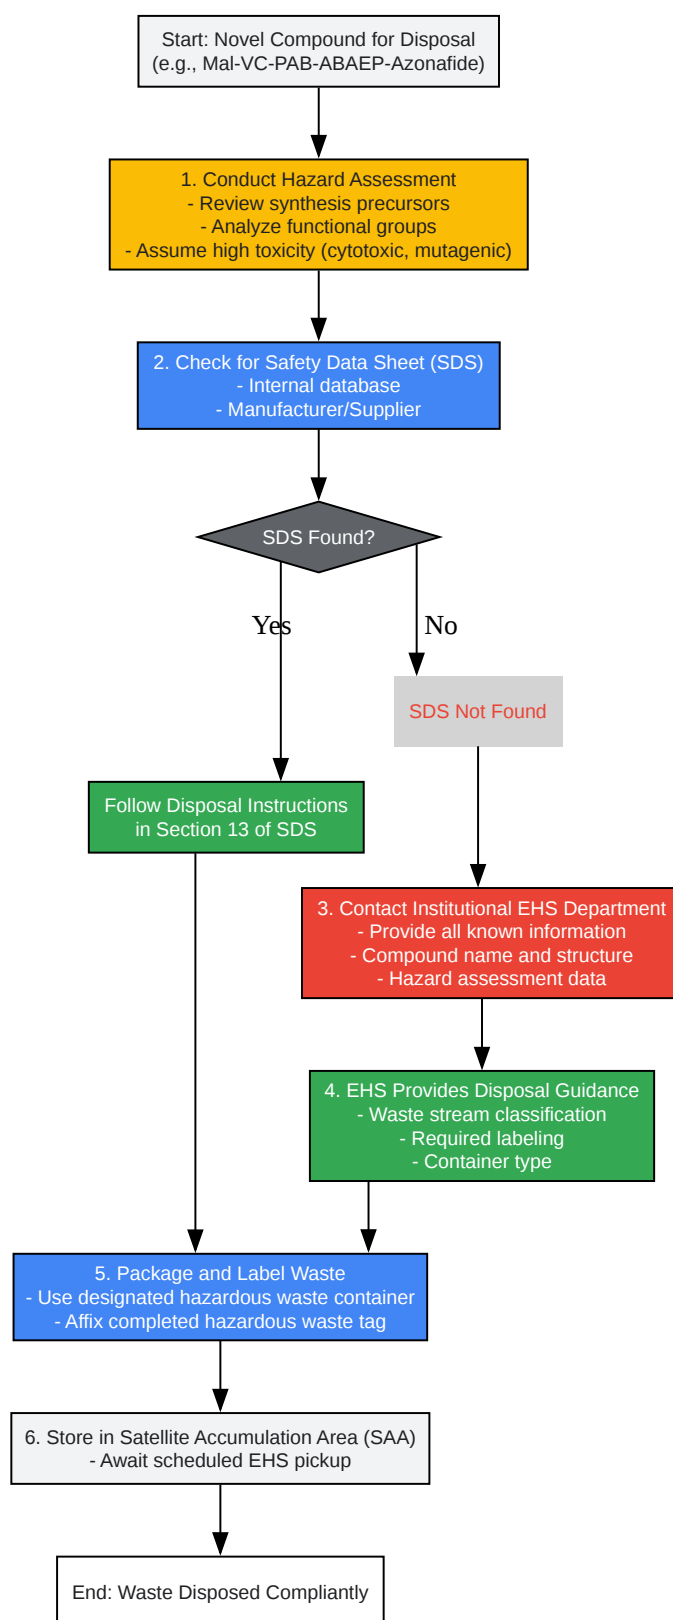 Start: Novel Compound for Disposal
(e.g., Mal-VC-PAB-ABAEP-Azonafide)
1. Conduct Hazard Assessment
- Review synthesis precursors
- Analyze functional groups
- Assume high toxicity (cytotoxic, mutagenic)
2. Check for Safety Data Sheet (SDS)
- Internal database
- Manufacturer/Supplier
SDS Found?
Yes
No
SDS Not Found
Follow Disposal Instructions
in Section 13 of SDS
3. Contact Institutional EHS Department
- Provide all known information
- Compound name and structure
- Hazard assessment data
4. EHS Provides Disposal Guidance
- Waste stream classification
- Required labeling
- Container type
5. Package and Label Waste
- Use designated hazardous waste container
- Affix completed hazardous waste tag
6. Store in Satellite Accumulation Area (SAA)
- Await scheduled EHS pickup
End: Waste Disposed Compliantly